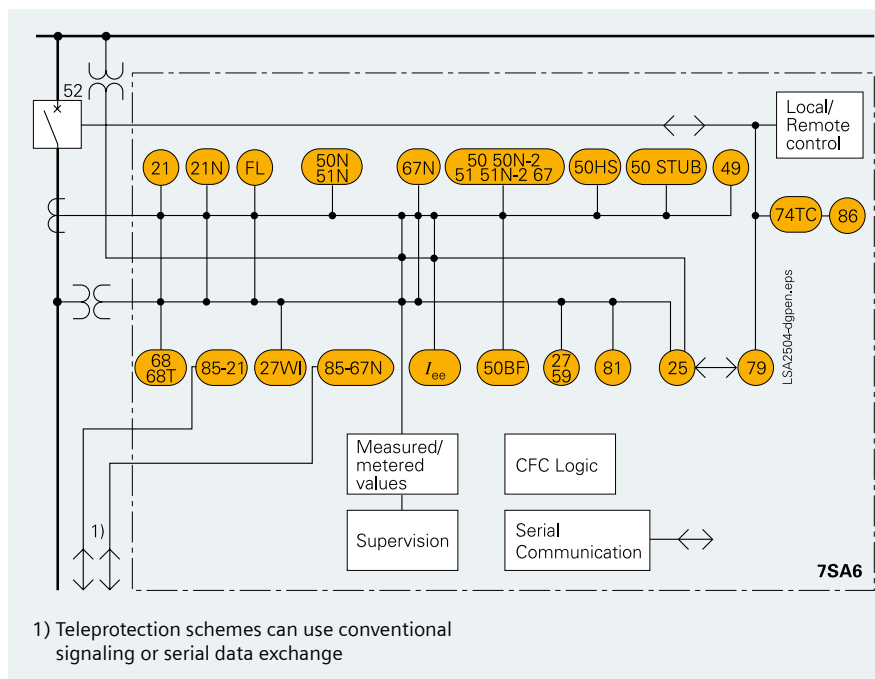 52
Local/
Remote
control
21
21N
FL
50N
51N
67N
50 50N-2
51 51N-2 67
50HS
50 STUB
49
74TC
86
LSA2504-dgpen.eps
68
68T
85-21
27WI
85-67N
Iee
50BF
27
59
81
25
79
Measured/
metered
values
CFC Logic
1)
Supervision
Serial
Communication
7SA6
1) Teleprotection schemes can use conventional
signaling or serial data exchange